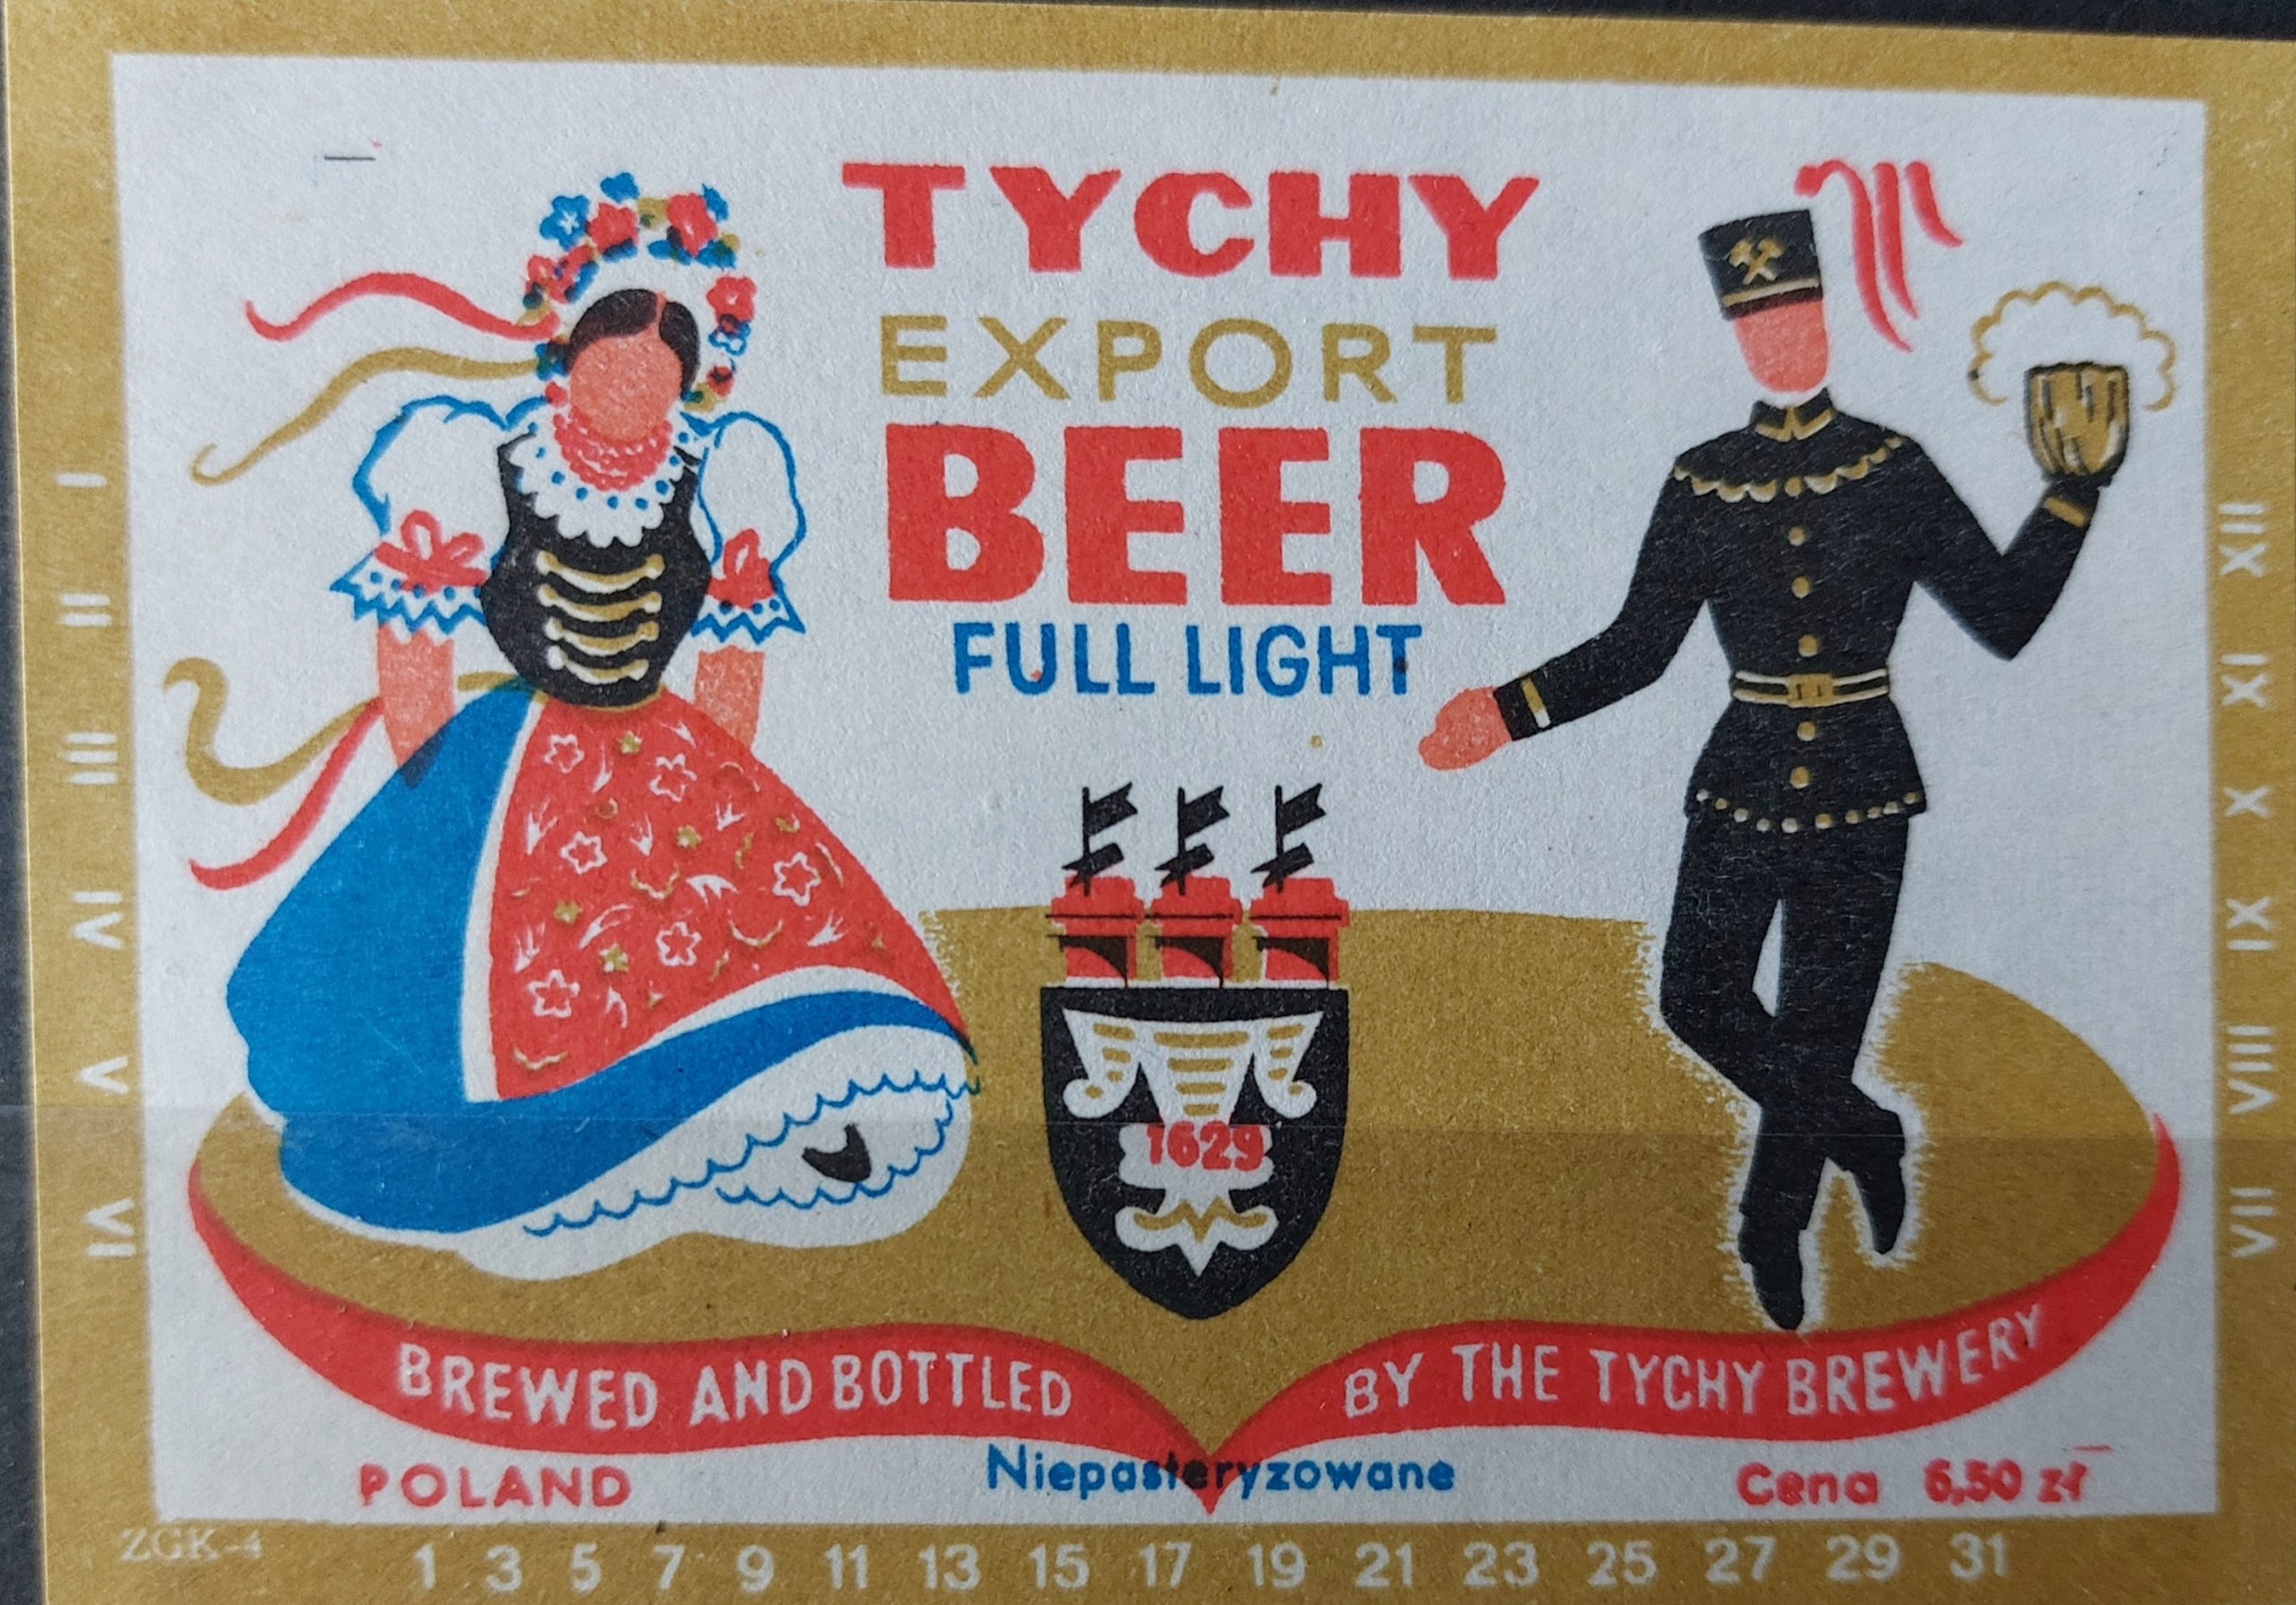 TYCHY
EXPORT
BEER
FULL LIGHT
1629
BREWED AND BOTTLED BY THE TYCHY BREWERY
POLAND
Niepasteryzowane
Cena 6,50 zł
I
II
III
IV
V
VI
XII
XI
X
IX
VIII
VII
ZGK-4
1 3 5 7 9 11 13 15 17 19 21 23 25 27 29 31